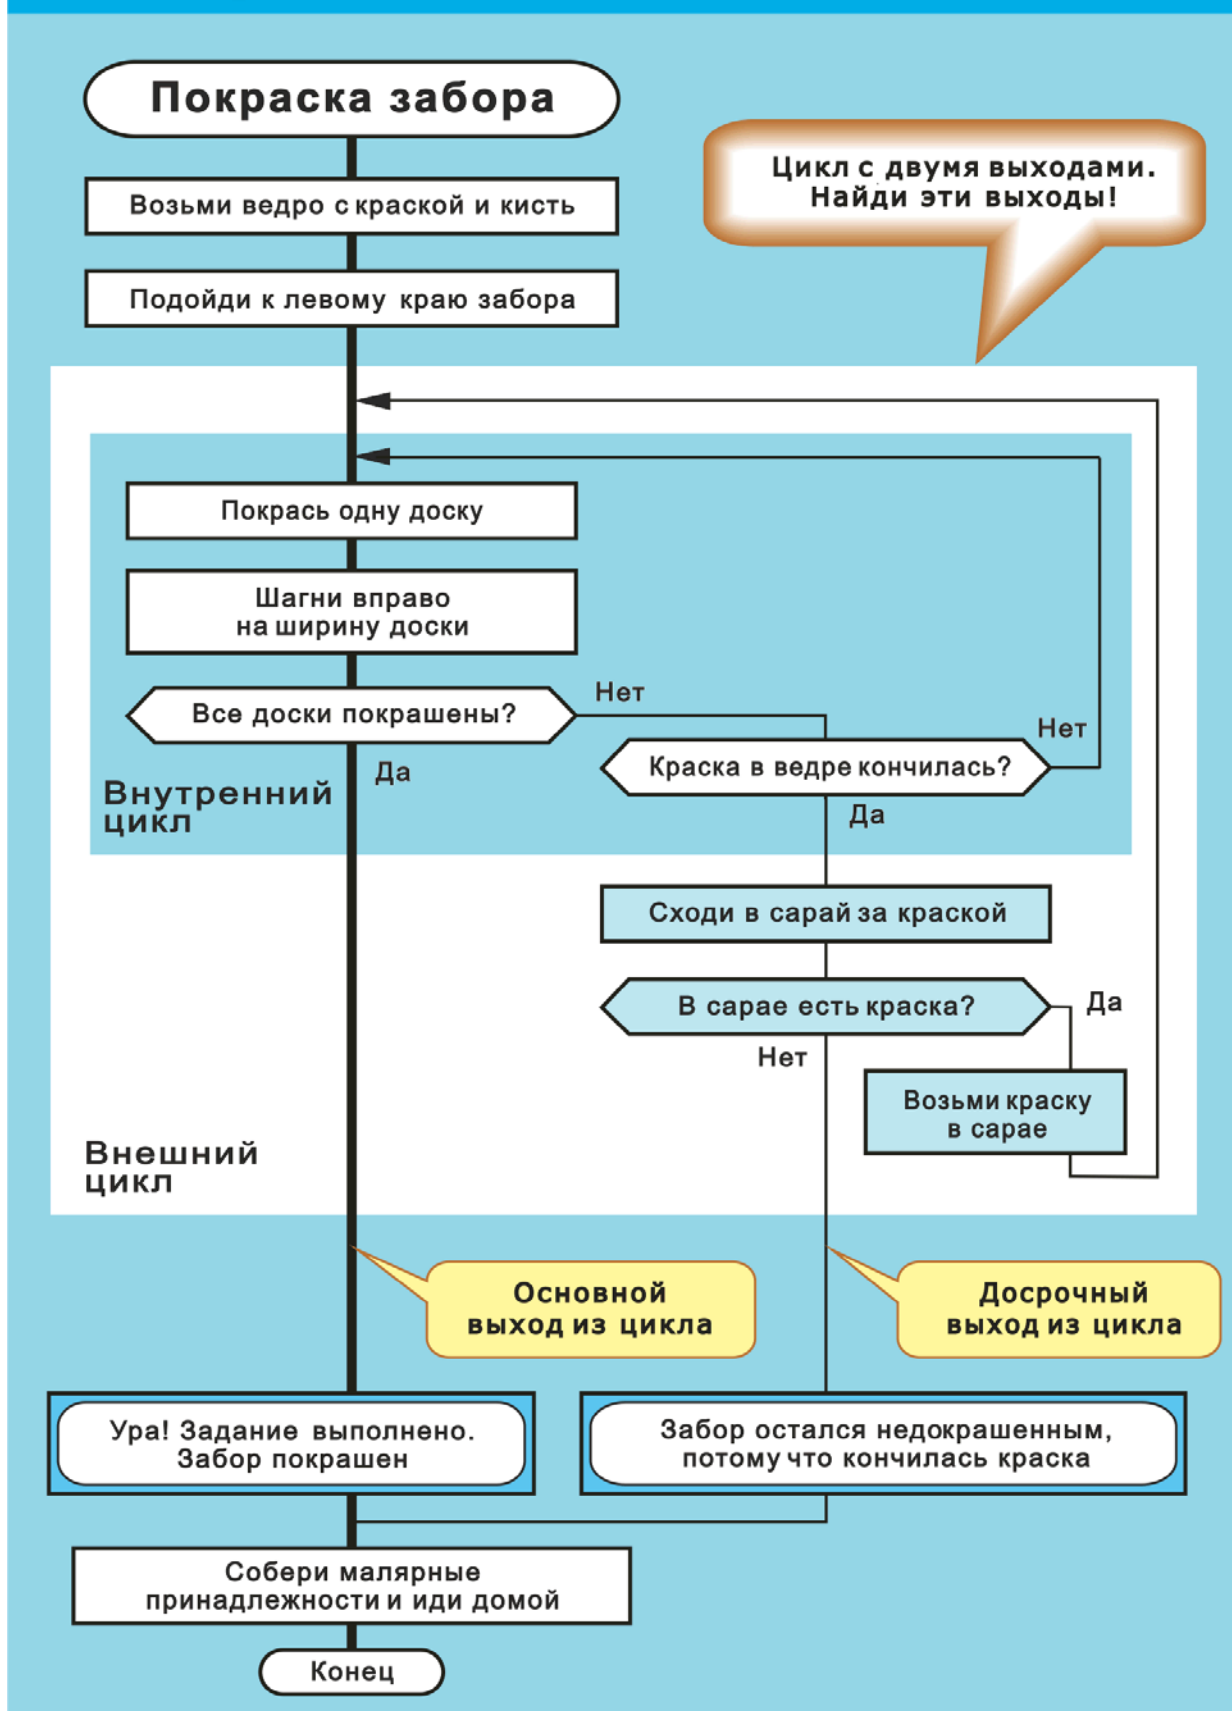 Покраска забора
Цикл с двумя выходами.
Найди эти выходы!
Возьми ведро с краской и кисть
Подойди к левому краю забора
Покрась одну доску
Шагни вправо
на ширину доски
Все доски покрашены?
Нет
Да
Краска в ведре кончилась?
Нет
Да
Внутренний
цикл
Сходи в сарай за краской
В сарае есть краска?
Да
Нет
Возьми краску
в сарае
Внешний
цикл
Основной
выход из цикла
Досрочный
выход из цикла
Ура! Задание выполнено.
Забор покрашен
Забор остался недокрашенным,
потому что кончилась краска
Собери малярные
принадлежности и иди домой
Конец